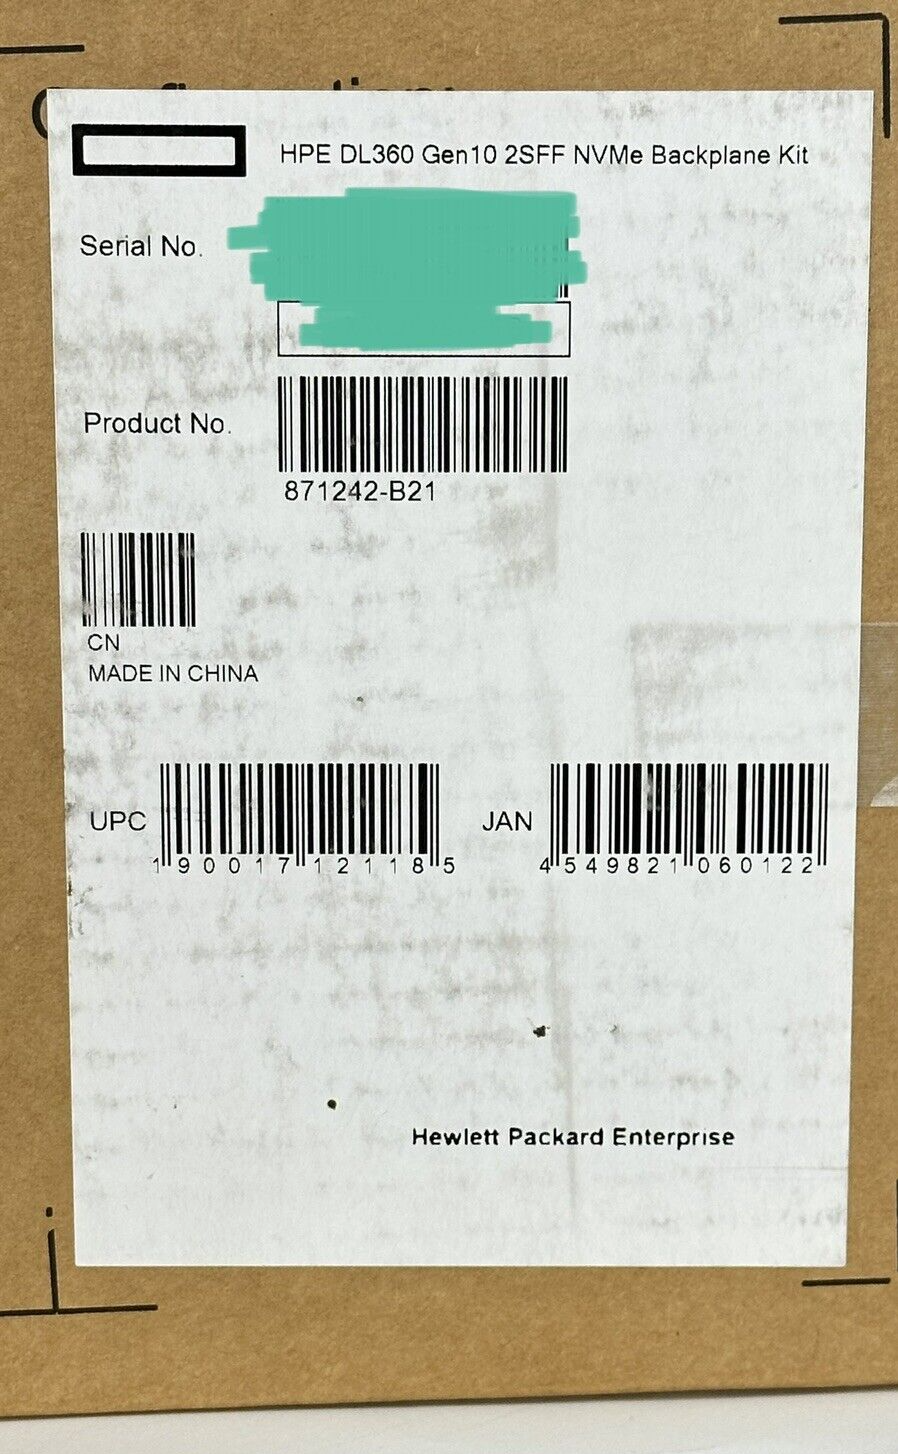 HPE DL360 Gen10 2SFF NVMe Backplane Kit
Serial No.
Product No.
871242-B21
CN
MADE IN CHINA
UPC
1 90017 12118 5
JAN
4 549821 060122
Hewlett Packard Enterprise